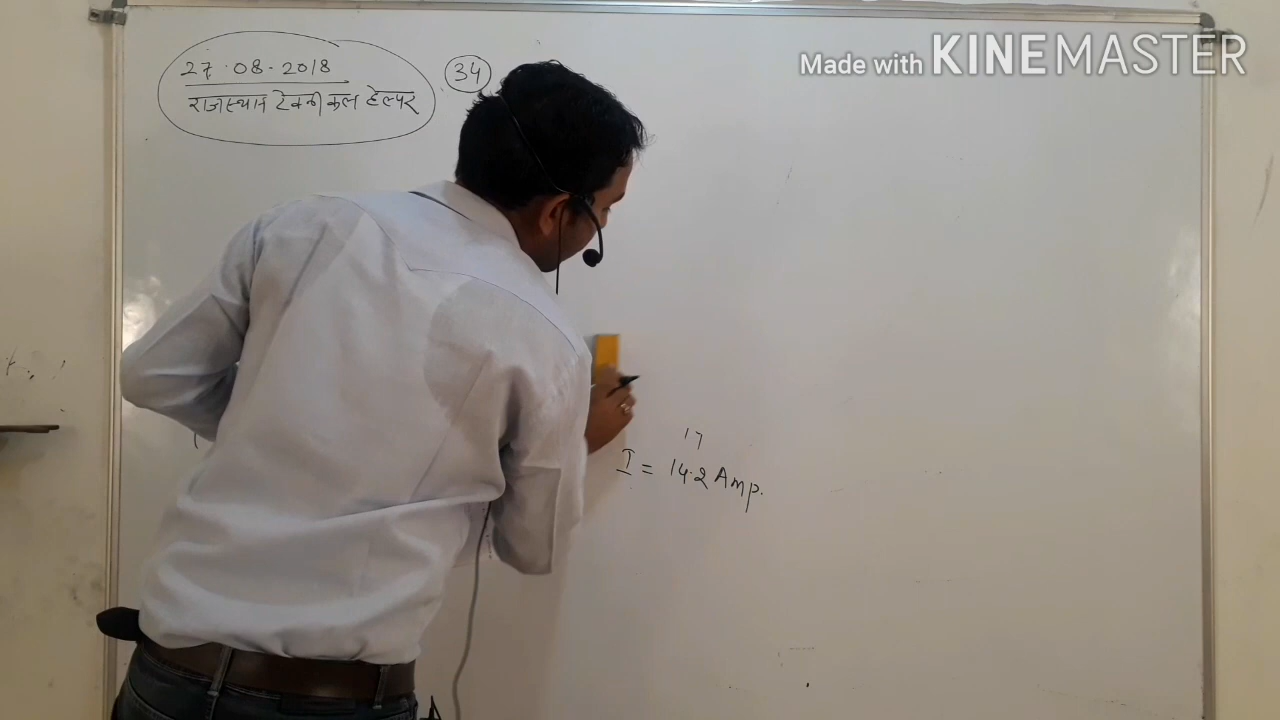 27.08-2018
राजस्थान टेक्नीकल हेल्पर
34
Made with KINEMASTER
17
I = 14.2 Amp.